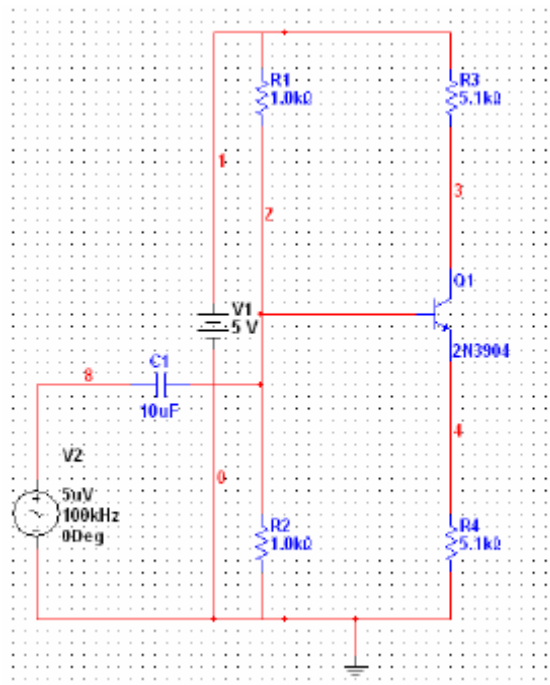 R1
1.0kΩ
R3
5.1kΩ
1
3
2
Q1
V1
5 V
2N3904
C1
8
10uF
4
V2
0
5uV
100kHz
0Deg
R2
1.0kΩ
R4
5.1kΩ